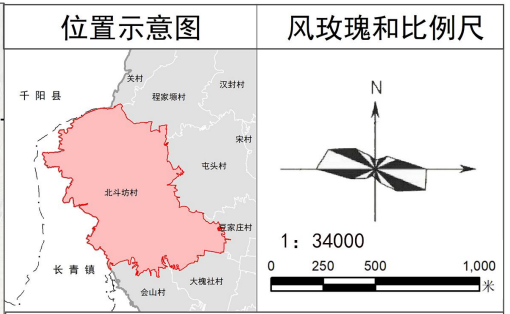 位置示意图
风玫瑰和比例尺
关村
汉封村
千阳县
程家塬村
宋村
屯头村
北斗坊村
亘家庄村
长青镇
大槐社村
会山村
N
1：34000
0 250 500 1,000
米